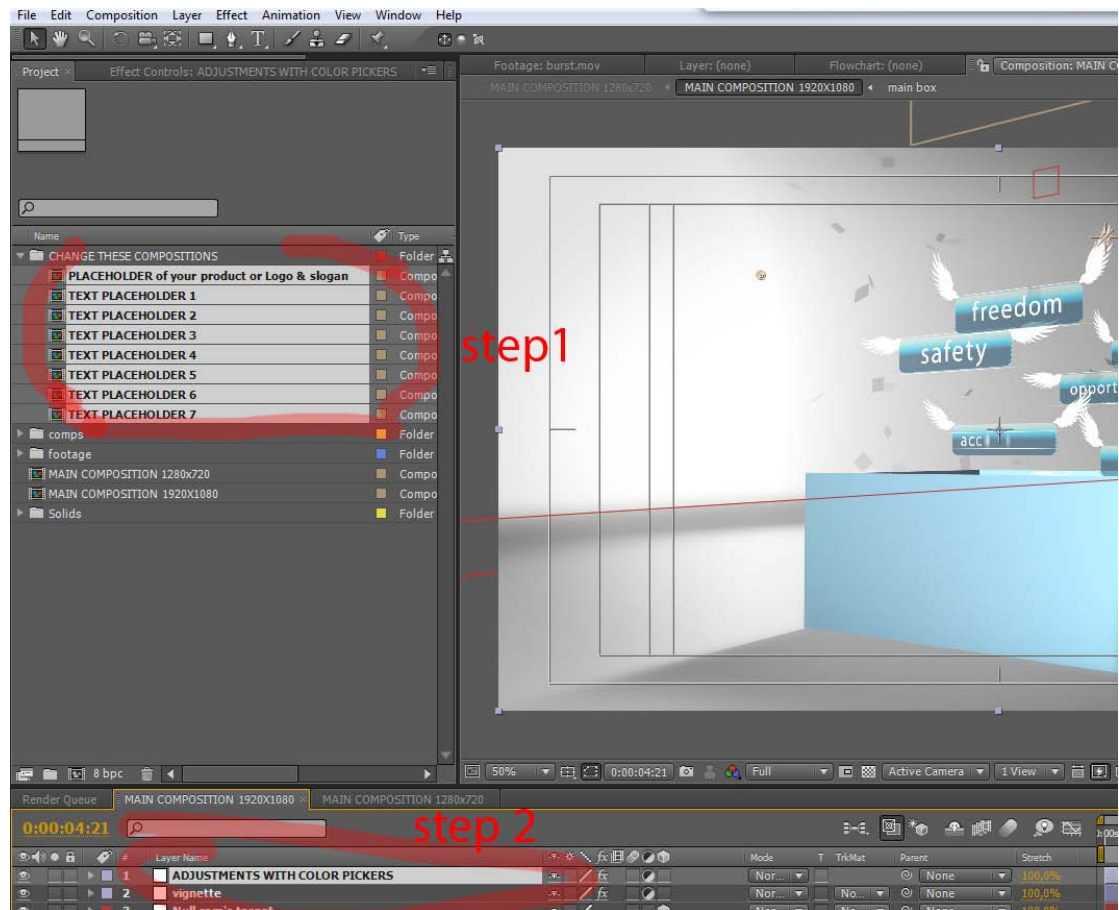 File Edit Composition Layer Effect Animation View Window Help
Project × Effect Controls: ADJUSTMENTS WITH COLOR PICKERS
Footage: burst.mov Layer: (none) Flowchart: (none) Composition: MAIN
MAIN COMPOSITION 1280x720 MAIN COMPOSITION 1920X1080 main box
Name Type
CHANGE THESE COMPOSITIONS Folder
PLACEHOLDER of your product or Logo & slogan Compo
TEXT PLACEHOLDER 1 Compo
TEXT PLACEHOLDER 2 Compo
TEXT PLACEHOLDER 3 Compo
TEXT PLACEHOLDER 4 Compo
TEXT PLACEHOLDER 5 Compo
TEXT PLACEHOLDER 6 Compo
TEXT PLACEHOLDER 7 Compo
comps Folder
footage Folder
MAIN COMPOSITION 1280x720 Compo
MAIN COMPOSITION 1920X1080 Compo
Solids Folder
step1
freedom
safety
opport
acc
8 bpc
50% 0:00:04:21 Full Active Camera 1 View
Render Queue MAIN COMPOSITION 1920X1080 × MAIN COMPOSITION 1280x720
step 2
0:00:04:21
# Layer Name Mode T TrkMat Parent Stretch
1 ADJUSTMENTS WITH COLOR PICKERS Nor... None 100,0%
2 vignette Nor... No... None 100,0%